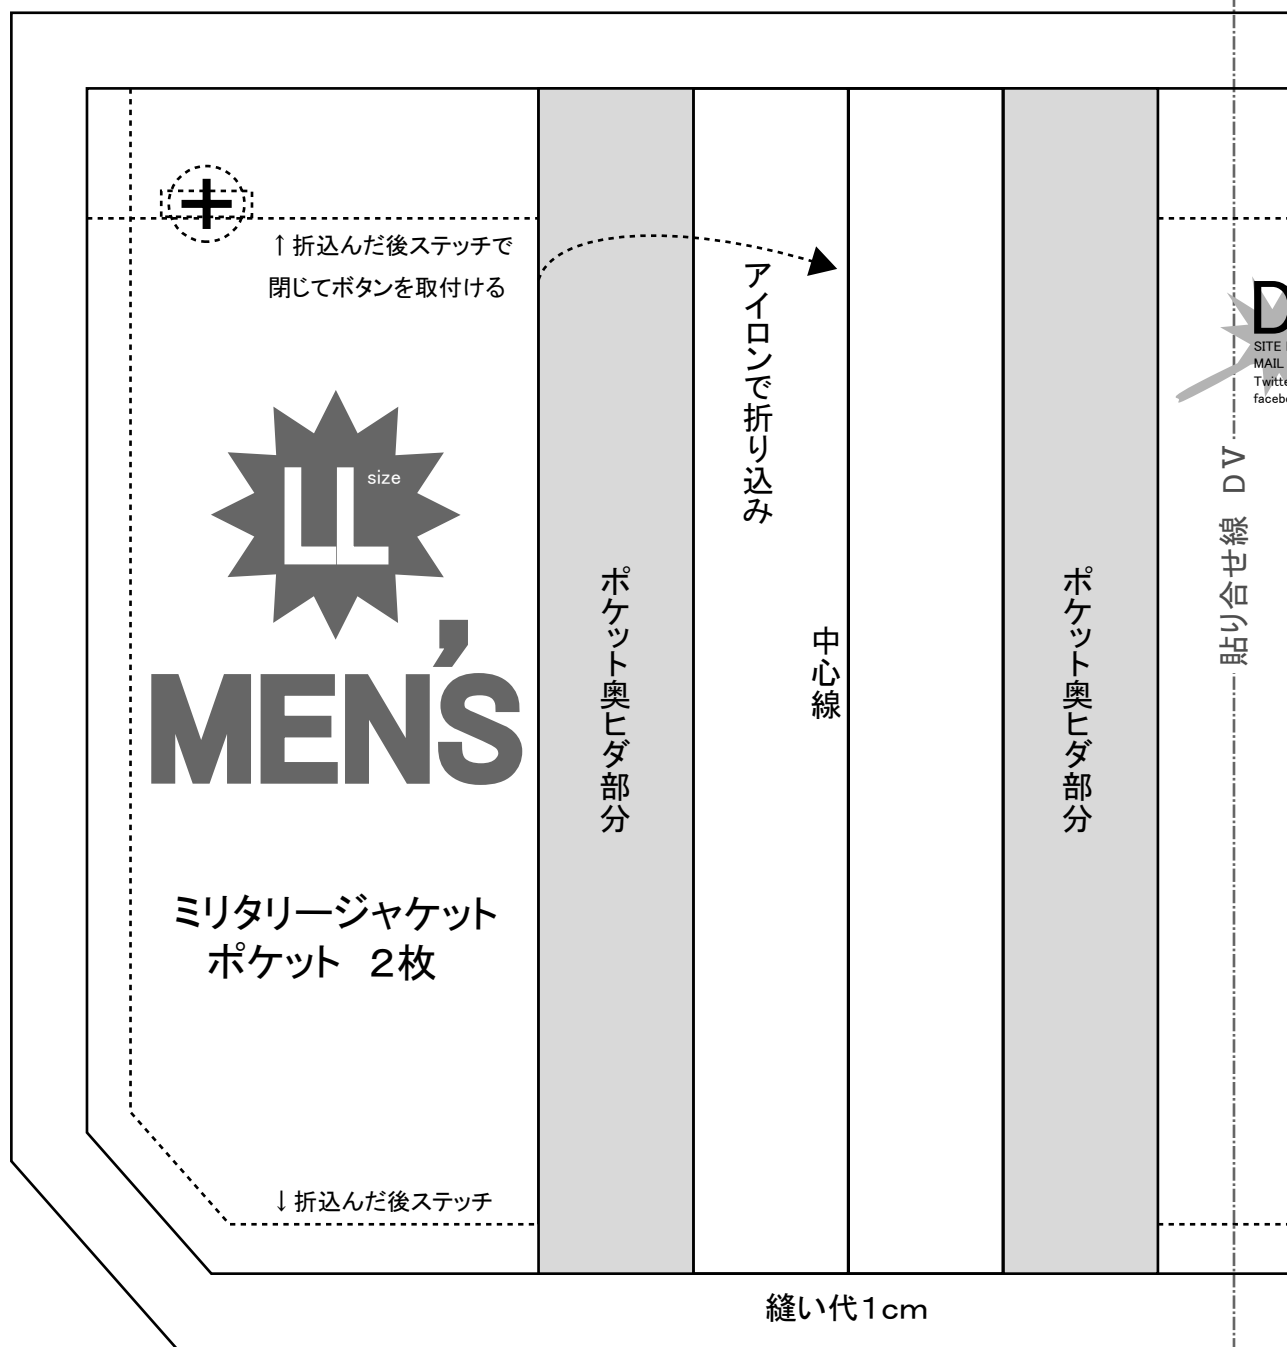 ↑折込んだ後ステッチで
閉じてボタンを取付ける
アイロンで折り込み
LL size
MEN'S
ミリタリージャケット
ポケット　２枚
↓折込んだ後ステッチ
ポケット奥ヒダ部分
中心線
ポケット奥ヒダ部分
貼り合せ線 DV
D
SITE
MAIL
縫い代1cm